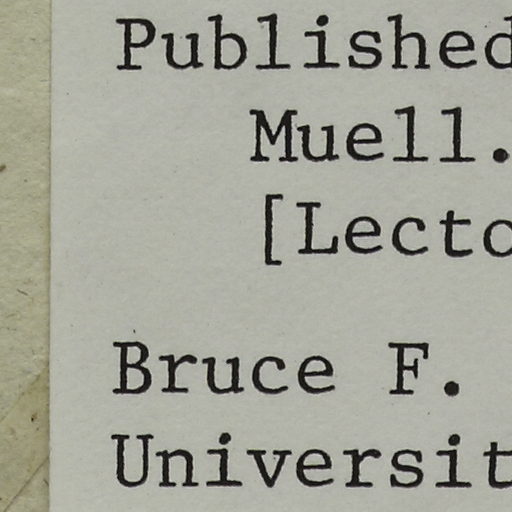 Published
Muell.
[Lecto
Bruce F.
Universit